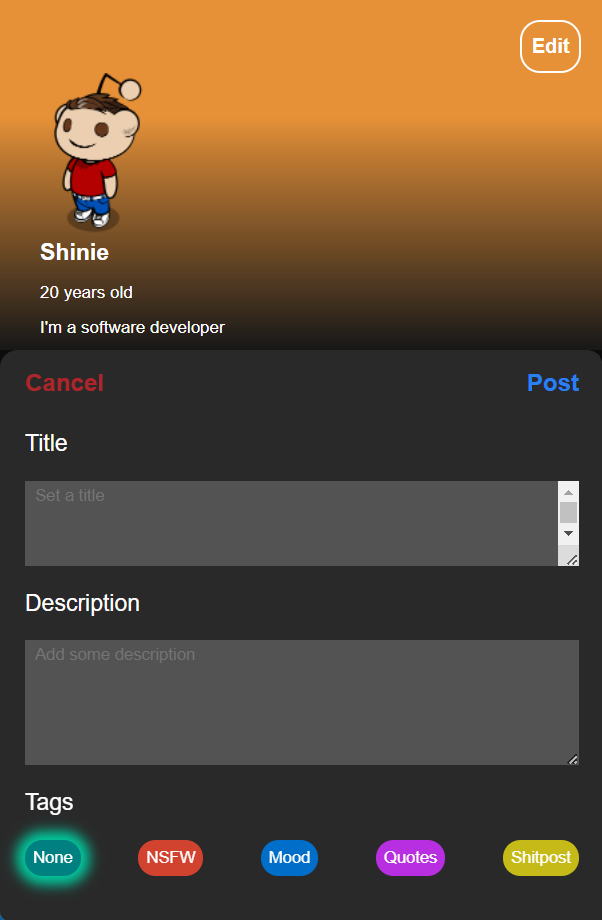 Edit
Shinie
20 years old
I'm a software developer
Cancel Post
Title
Set a title
Description
Add some description
Tags
None NSFW Mood Quotes Shitpost